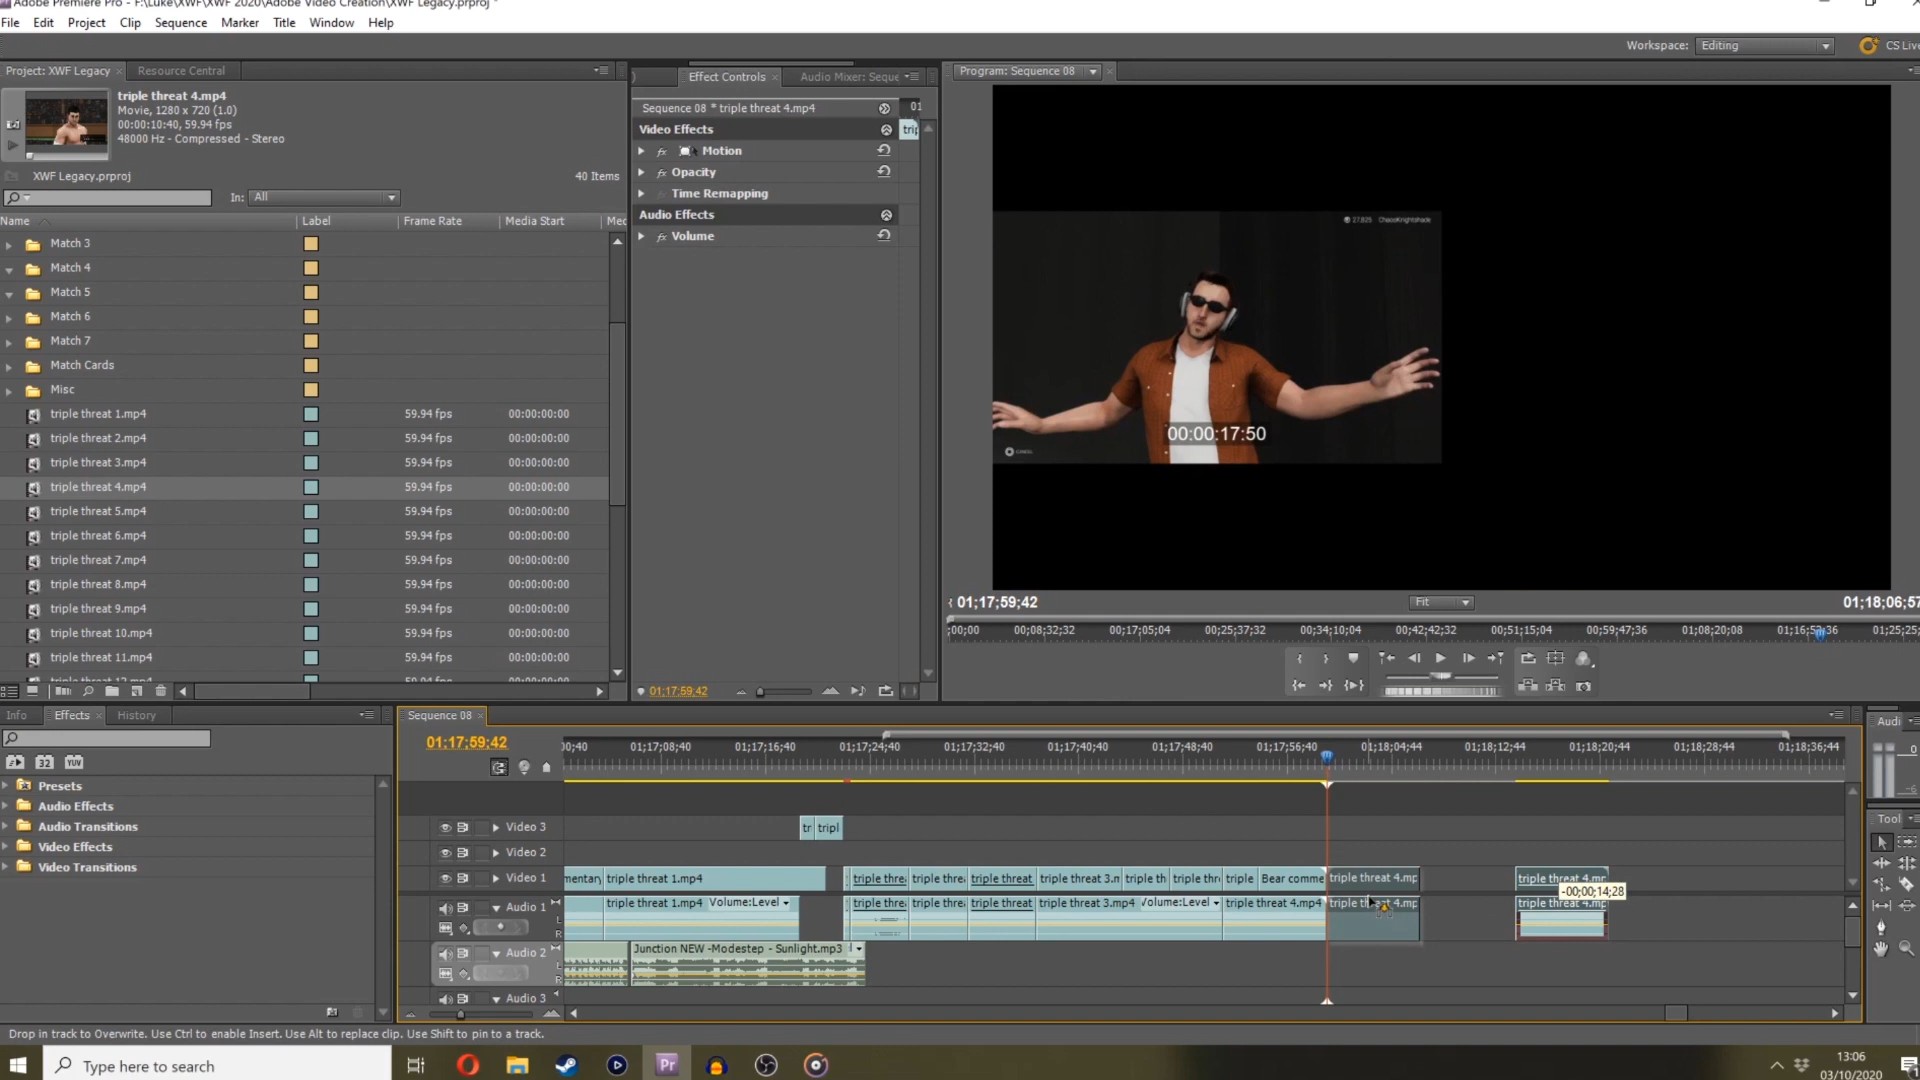 Adobe Premiere Pro - F:\Luke\XWF\XWF 2020\Adobe Video Creation\XWF Legacy.prproj *
File Edit Project Clip Sequence Marker Title Window Help
Workspace: Editing CS Live
Project: XWF Legacy Resource Central
triple threat 4.mp4
Movie, 1280 x 720 (1.0)
00:00:10:40, 59.94 fps
48000 Hz - Compressed - Stereo
XWF Legacy.prproj 40 Items
In: All
Name Label Frame Rate Media Start Med
Match 3
Match 4
Match 5
Match 6
Match 7
Match Cards
Misc
triple threat 1.mp4 59.94 fps 00:00:00:00
triple threat 2.mp4 59.94 fps 00:00:00:00
triple threat 3.mp4 59.94 fps 00:00:00:00
triple threat 4.mp4 59.94 fps 00:00:00:00
triple threat 5.mp4 59.94 fps 00:00:00:00
triple threat 6.mp4 59.94 fps 00:00:00:00
triple threat 7.mp4 59.94 fps 00:00:00:00
triple threat 8.mp4 59.94 fps 00:00:00:00
triple threat 9.mp4 59.94 fps 00:00:00:00
triple threat 10.mp4 59.94 fps 00:00:00:00
triple threat 11.mp4 59.94 fps 00:00:00:00
Effect Controls Audio Mixer: Seque
Sequence 08 * triple threat 4.mp4 01
Video Effects trip
fx Motion
fx Opacity
Time Remapping
Audio Effects
fx Volume
01;17;59;42
Program: Sequence 08
27,825 ChaosKnightshade
00:00:17:50
01;17;59;42 Fit 01;18;06;57
;00;00 00;08;32;32 00;17;05;04 00;25;37;32 00;34;10;04 00;42;42;32 00;51;15;04 00;59;47;36 01;08;20;08 01;16;52;36 01;25;25;
Info Effects History
32 YUV
Presets
Audio Effects
Audio Transitions
Video Effects
Video Transitions
Sequence 08
01;17;59;42
00;40 01;17;08;40 01;17;16;40 01;17;24;40 01;17;32;40 01;17;40;40 01;17;48;40 01;17;56;40 01;18;04;44 01;18;12;44 01;18;20;44 01;18;28;44 01;18;36;44
Video 3 tr tripl
Video 2
Video 1 mentary triple threat 1.mp4 triple threa triple threa triple threat triple threat 3.m triple th triple thr triple Bear comme triple threat 4.mp triple threat 4.mp
-00;00;14;28
Audio 1 triple threat 1.mp4 Volume:Level triple threa triple threa triple threat triple threat 3.mp4 Volume:Level triple threat 4.mp4 triple threat 4.mp triple threat 4.mp
L
R
Audio 2 Junction NEW -Modestep - Sunlight.mp3
L
R
Audio 3
Audi
0
-6
Tool
Drop in track to Overwrite. Use Ctrl to enable Insert. Use Alt to replace clip. Use Shift to pin to a track.
Type here to search
Pr
13:06
03/10/2020